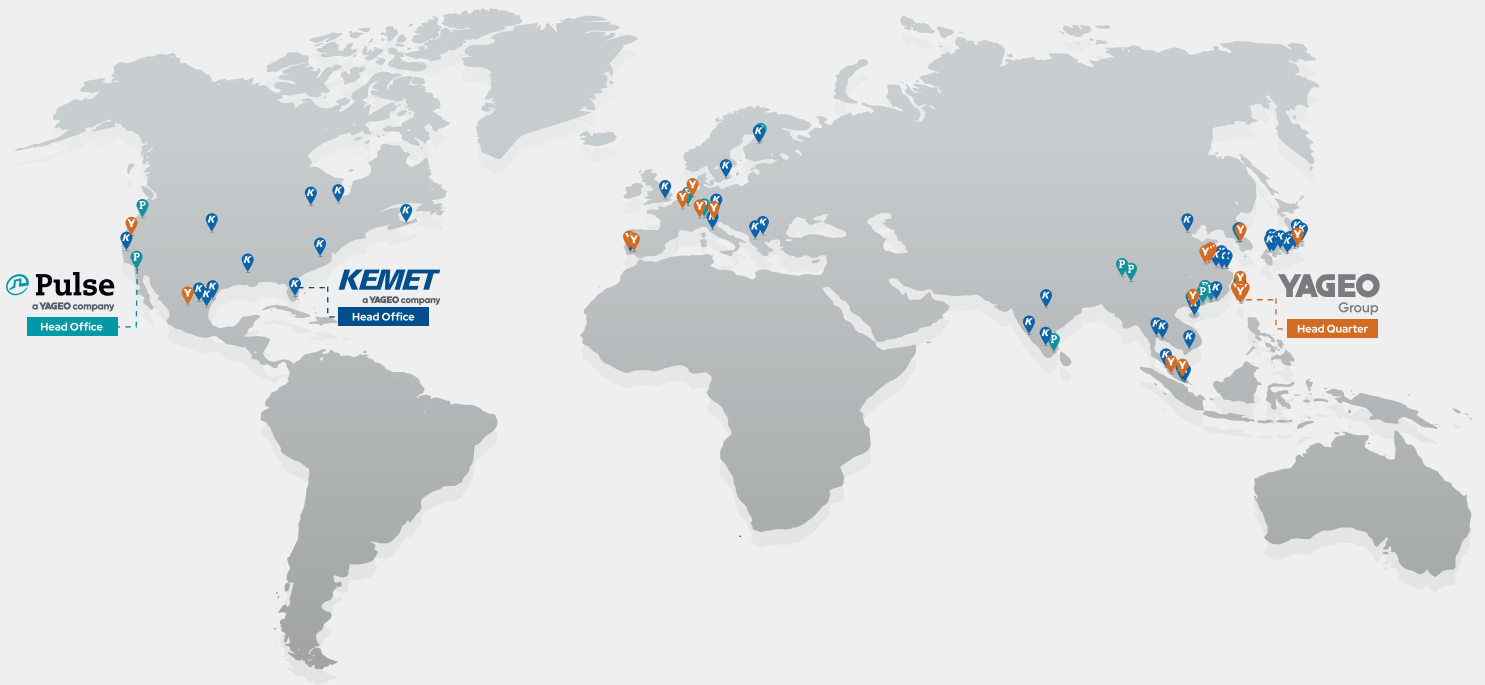 Pulse
a YAGEO company
Head Office
KEMET
a YAGEO company
Head Office
YAGEO
Group
Head Quarter